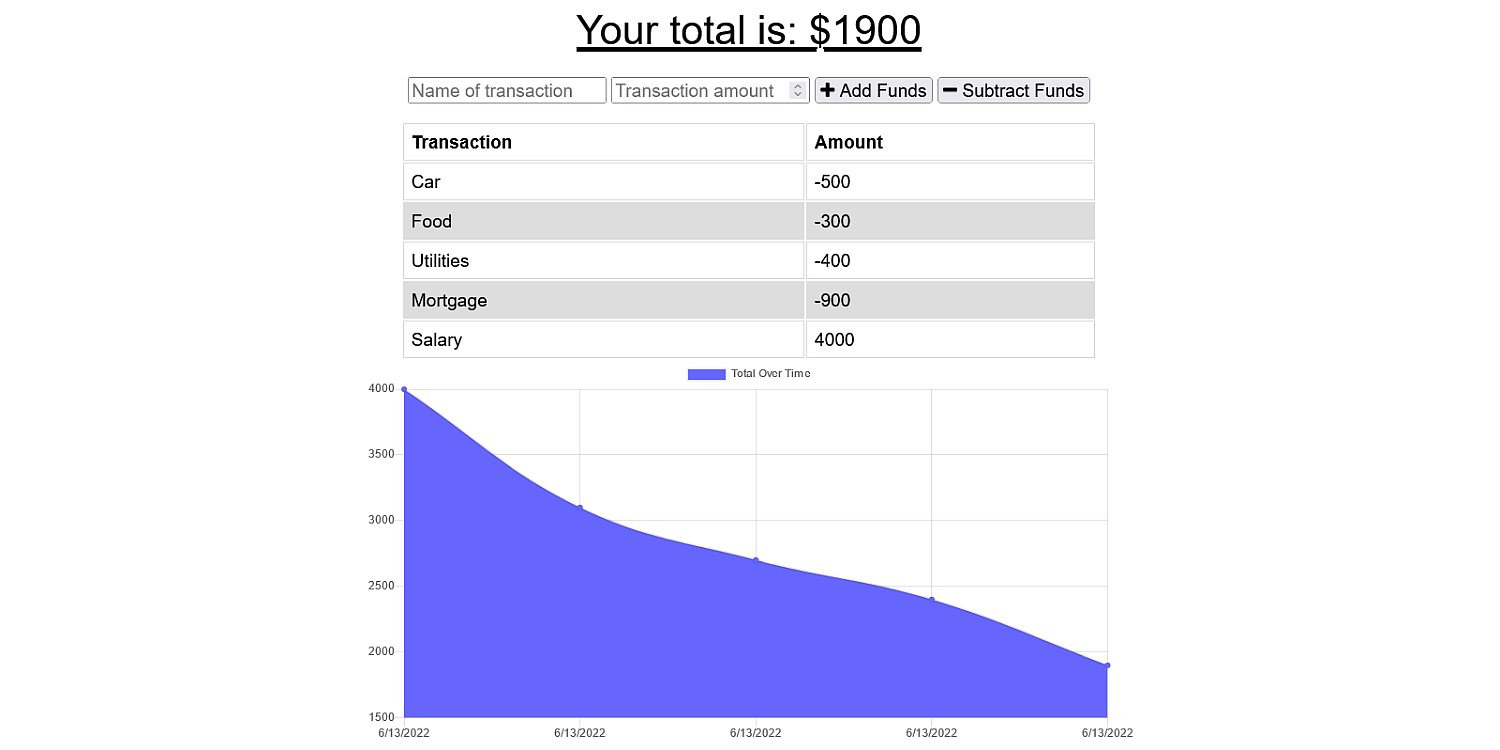 Your total is: $1900
Name of transaction Transaction amount Add Funds Subtract Funds
Transaction Amount
Car -500
Food -300
Utilities -400
Mortgage -900
Salary 4000
Total Over Time
4000
3500
3000
2500
2000
1500
6/13/2022 6/13/2022 6/13/2022 6/13/2022 6/13/2022